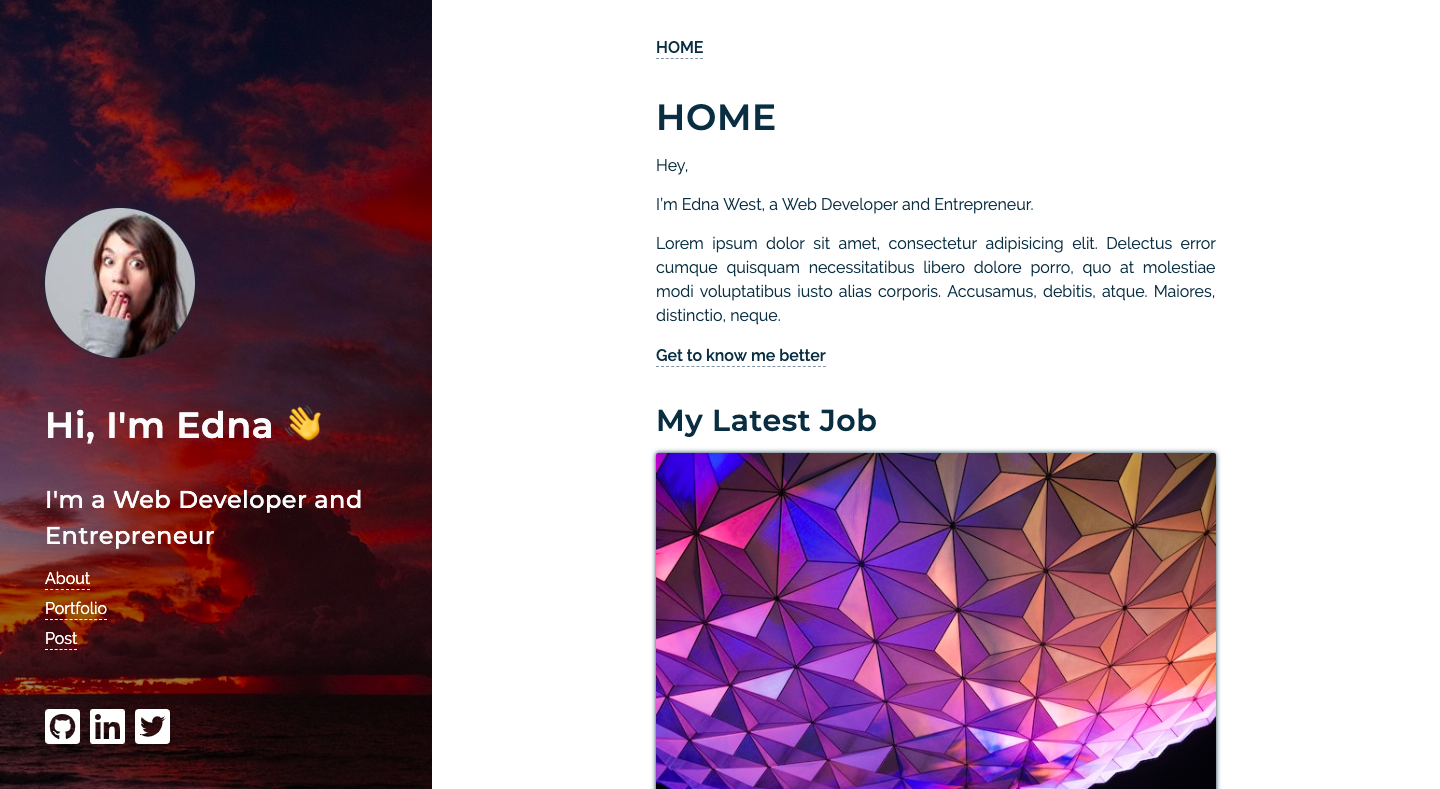 Hi, I'm Edna 👋
I'm a Web Developer and
Entrepreneur
About
Portfolio
Post
in
HOME
HOME
Hey,
I'm Edna West, a Web Developer and Entrepreneur.
Lorem ipsum dolor sit amet, consectetur adipisicing elit. Delectus error
cumque quisquam necessitatibus libero dolore porro, quo at molestiae
modi voluptatibus iusto alias corporis. Accusamus, debitis, atque. Maiores,
distinctio, neque.
Get to know me better
My Latest Job